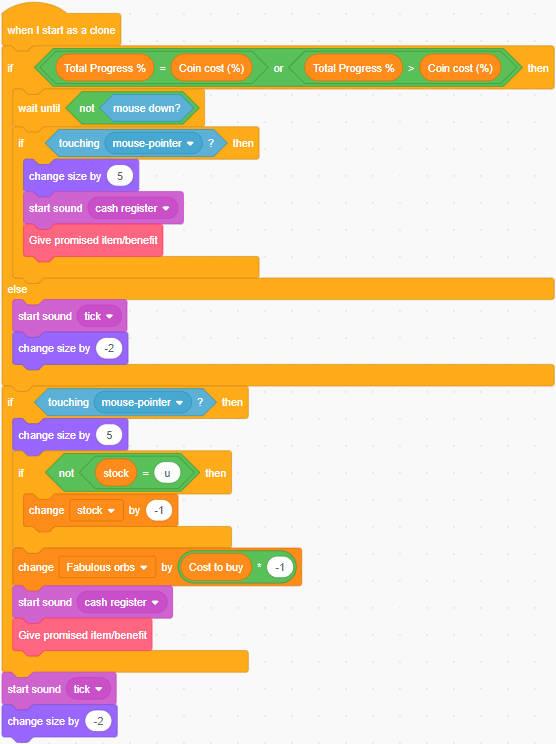 when I start as a clone
if Total Progress % = Coin cost (%) or Total Progress % > Coin cost (%) then
wait until not mouse down?
if touching mouse-pointer ? then
change size by 5
start sound cash register
Give promised item/benefit
else
start sound tick
change size by -2
if touching mouse-pointer ? then
change size by 5
if not stock = u then
change stock by -1
change Fabulous orbs by Cost to buy * -1
start sound cash register
Give promised item/benefit
start sound tick
change size by -2